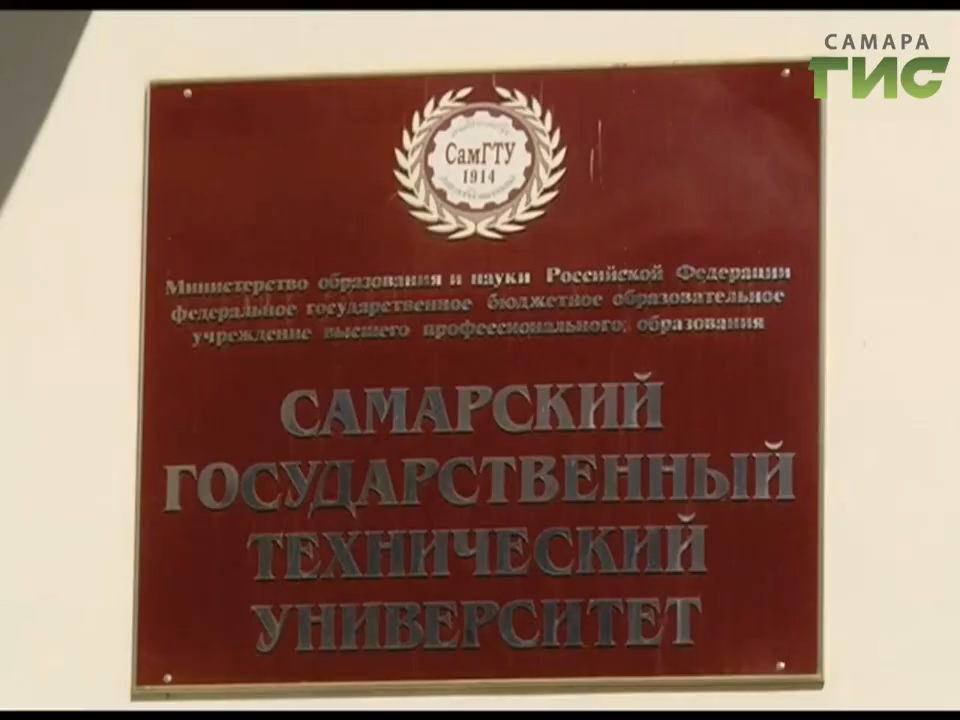 САМАРА
ГИС
СамГТУ
1914
Министерство образования и науки Российской Федерации
федеральное государственное бюджетное образовательное
учреждение высшего профессионального образования
САМАРСКИЙ
ГОСУДАРСТВЕННЫЙ
ТЕХНИЧЕСКИЙ
УНИВЕРСИТЕТ